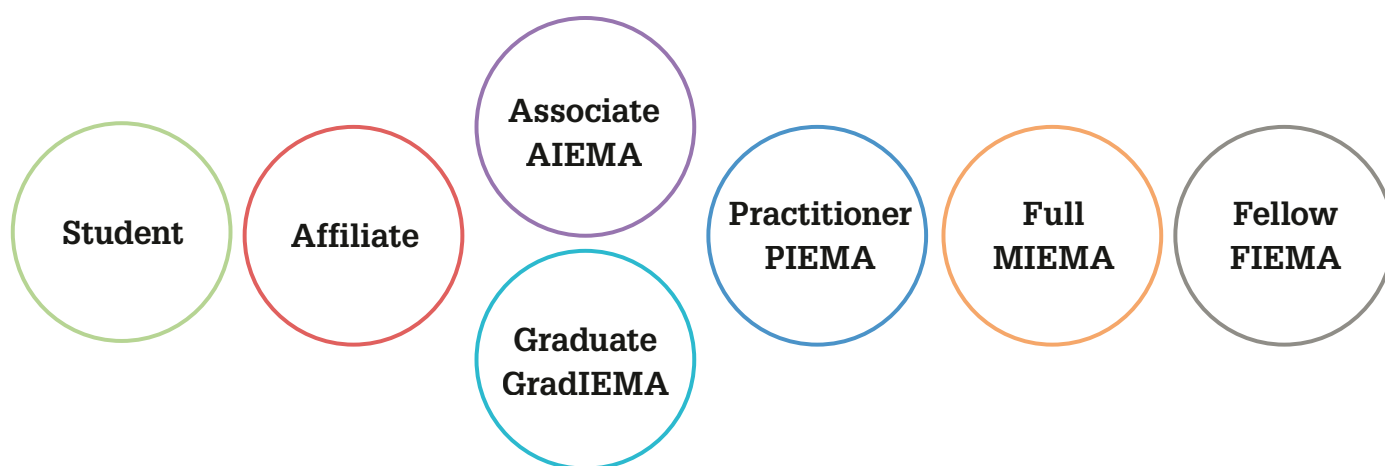 Student
Affiliate
Associate
AIEMA
Graduate
GradIEMA
Practitioner
PIEMA
Full
MIEMA
Fellow
FIEMA